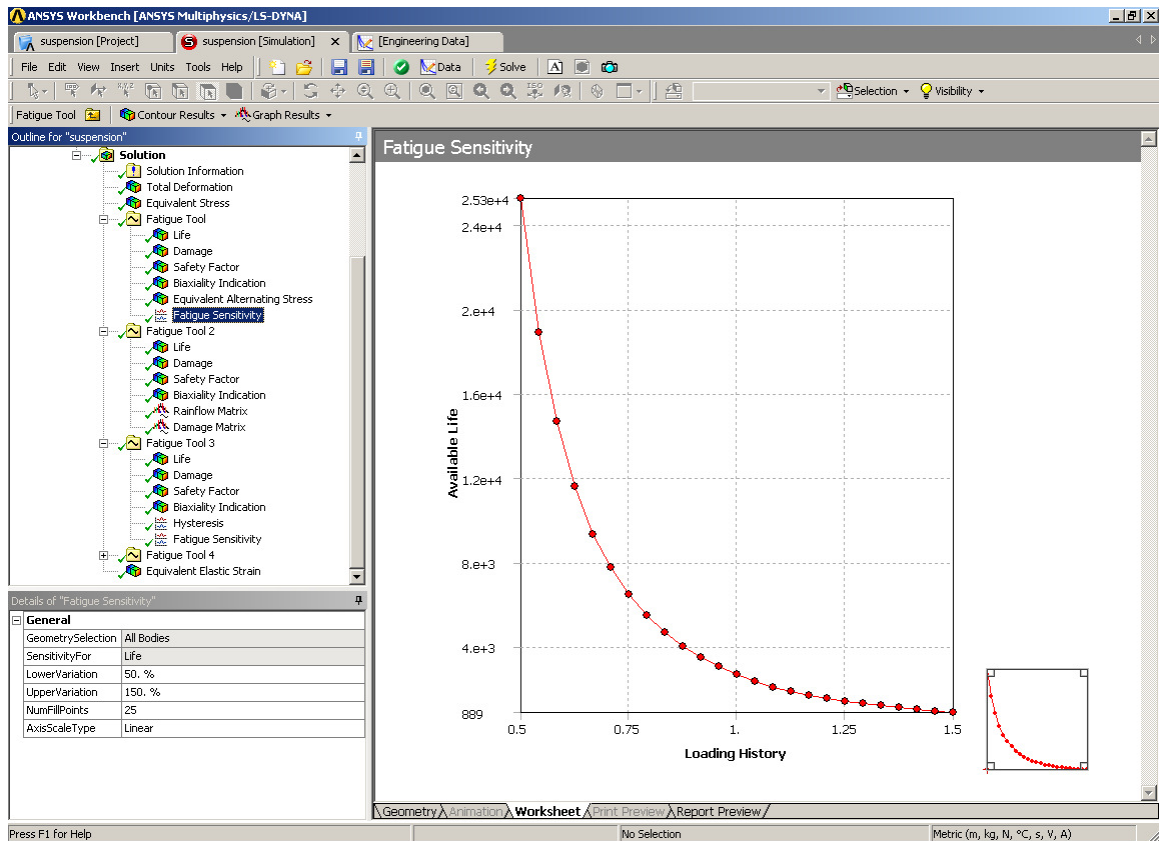 ANSYS Workbench [ANSYS Multiphysics/LS-DYNA]
suspension [Project] suspension [Simulation] [Engineering Data]
File Edit View Insert Units Tools Help Data Solve A
XYZ ISO Selection Visibility
Fatigue Tool Contour Results Graph Results
Outline for "suspension"
Solution
Solution Information
Total Deformation
Equivalent Stress
Fatigue Tool
Life
Damage
Safety Factor
Biaxiality Indication
Equivalent Alternating Stress
Fatigue Sensitivity
Fatigue Tool 2
Life
Damage
Safety Factor
Biaxiality Indication
Rainflow Matrix
Damage Matrix
Fatigue Tool 3
Life
Damage
Safety Factor
Biaxiality Indication
Hysteresis
Fatigue Sensitivity
Fatigue Tool 4
Equivalent Elastic Strain
Details of "Fatigue Sensitivity"
General
GeometrySelection All Bodies
SensitivityFor Life
LowerVariation 50. %
UpperVariation 150. %
NumFillPoints 25
AxisScaleType Linear
Fatigue Sensitivity
2.53e+4
2.4e+4
2.e+4
1.6e+4
1.2e+4
8.e+3
4.e+3
889
Available Life
0.5 0.75 1. 1.25 1.5
Loading History
Geometry Animation Worksheet Print Preview Report Preview
Press F1 for Help No Selection Metric (m, kg, N, °C, s, V, A)